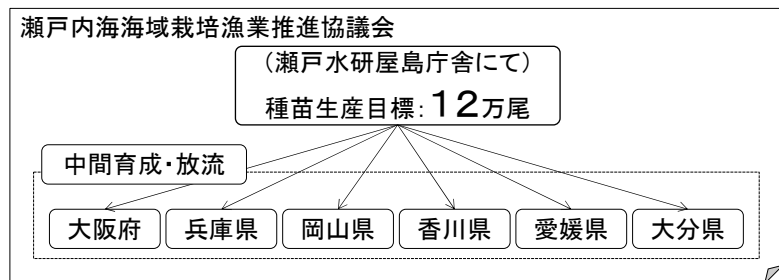 瀬戸内海海域栽培漁業推進協議会
(瀬戸水研屋島庁舎にて)
種苗生産目標:12万尾
中間育成・放流
大阪府 兵庫県 岡山県 香川県 愛媛県 大分県